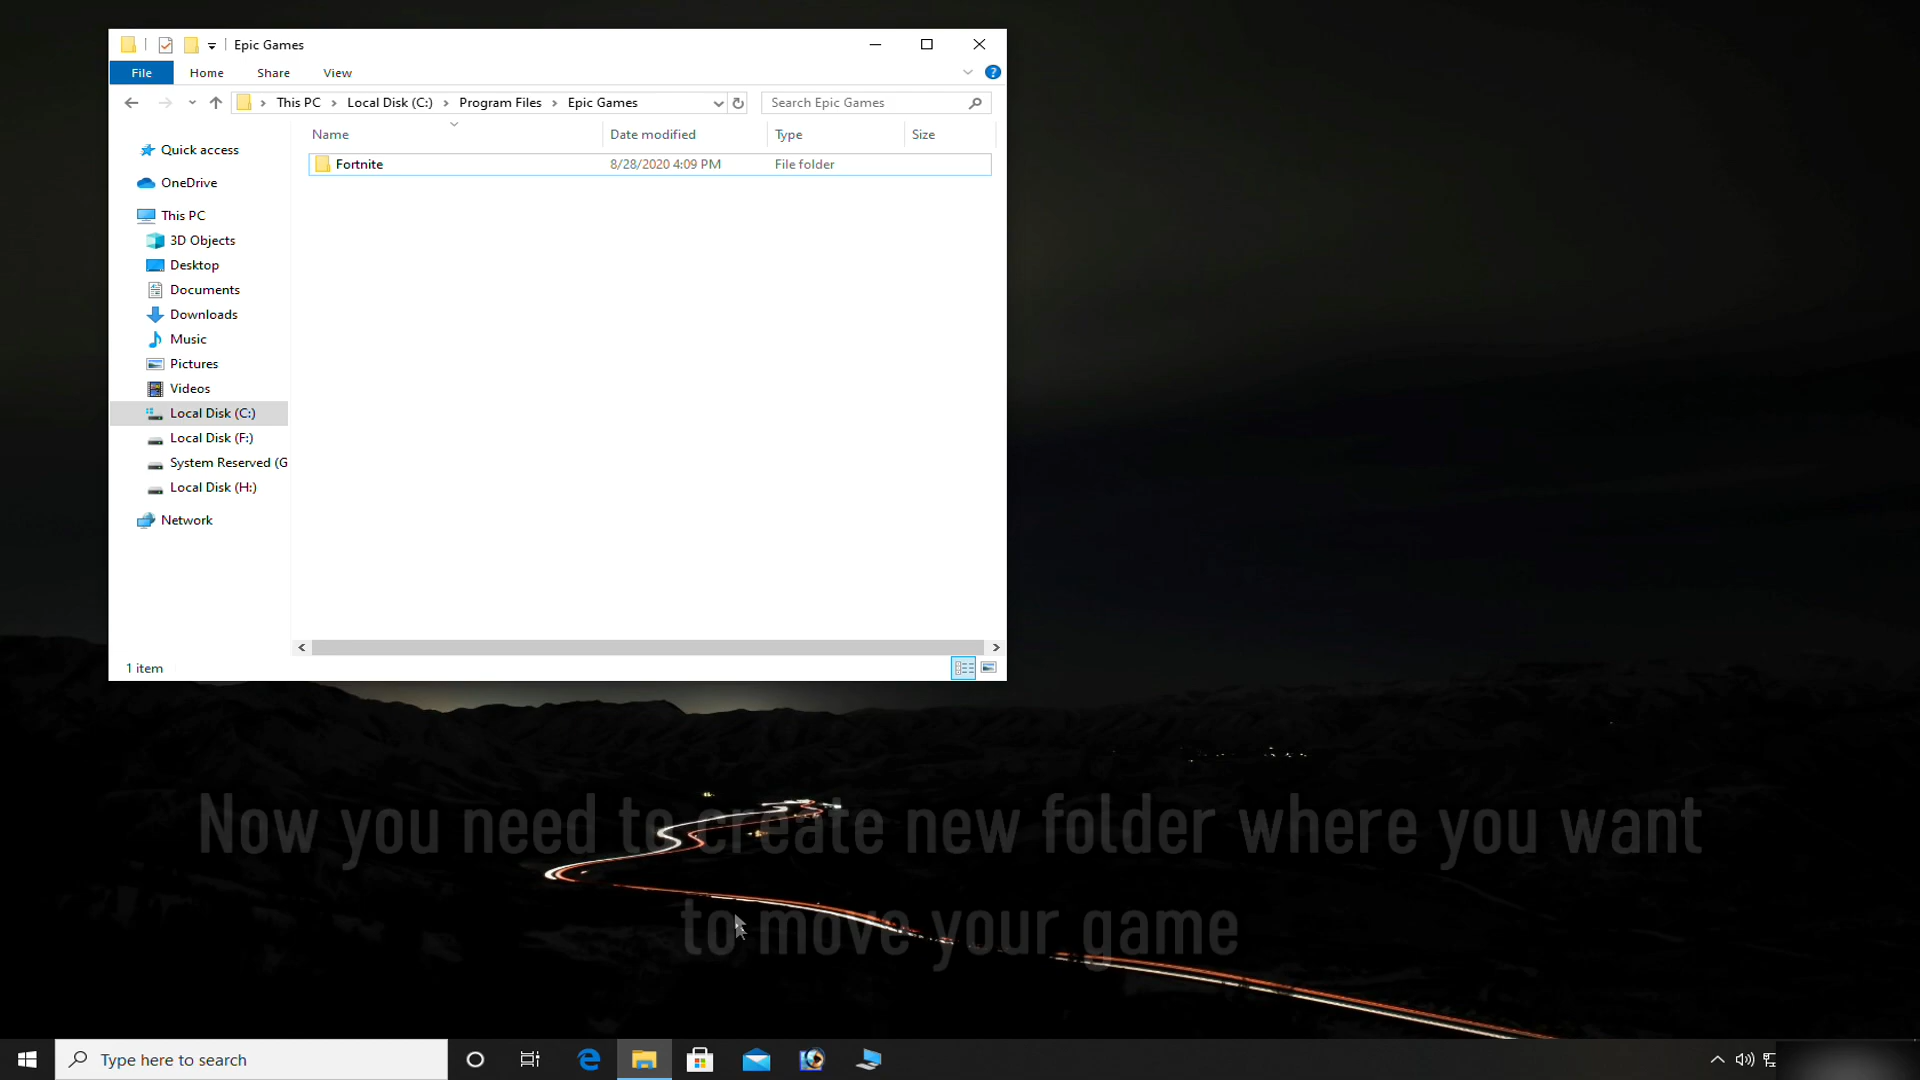 Epic Games
File Home Share View
This PC Local Disk (C:) Program Files Epic Games Search Epic Games
Name Date modified Type Size
Fortnite 8/28/2020 4:09 PM File folder
Quick access
OneDrive
This PC
3D Objects
Desktop
Documents
Downloads
Music
Pictures
Videos
Local Disk (C:)
Local Disk (F:)
System Reserved (G
Local Disk (H:)
Network
1 item
Now you need to create new folder where you want
to move your game
Type here to search